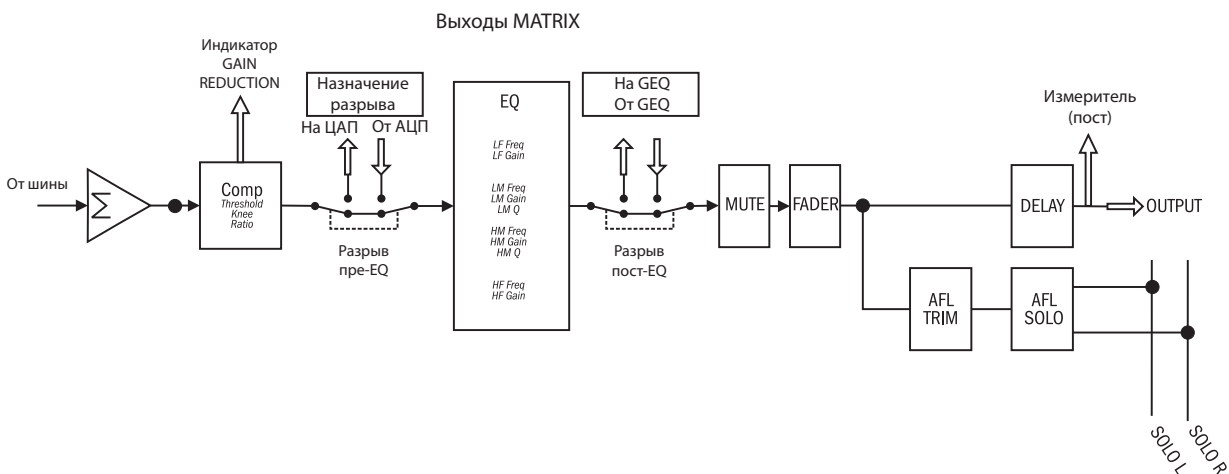 Выходы MATRIX
Индикатор
GAIN
REDUCTION
Назначение
разрыва
На ЦАП
От АЦП
EQ
LF Freq
LF Gain
LM Freq
LM Gain
LM Q
HM Freq
HM Gain
HM Q
HF Freq
HF Gain
На GEQ
От GEQ
Измеритель
(пост)
От шины
Σ
Comp
Threshold
Knee
Ratio
Разрыв
пре-EQ
Разрыв
пост-EQ
MUTE
FADER
DELAY
OUTPUT
AFL
TRIM
AFL
SOLO
SOLO L
SOLO R